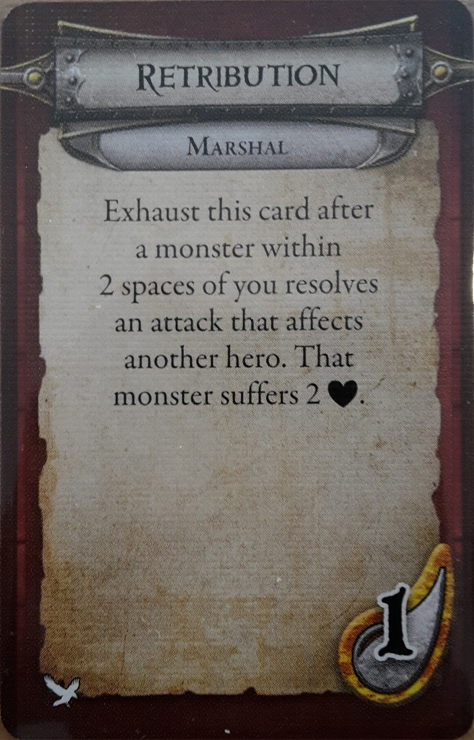 Retribution
Marshal
Exhaust this card after
a monster within
2 spaces of you resolves
an attack that affects
another hero. That
monster suffers 2 ♥.
1